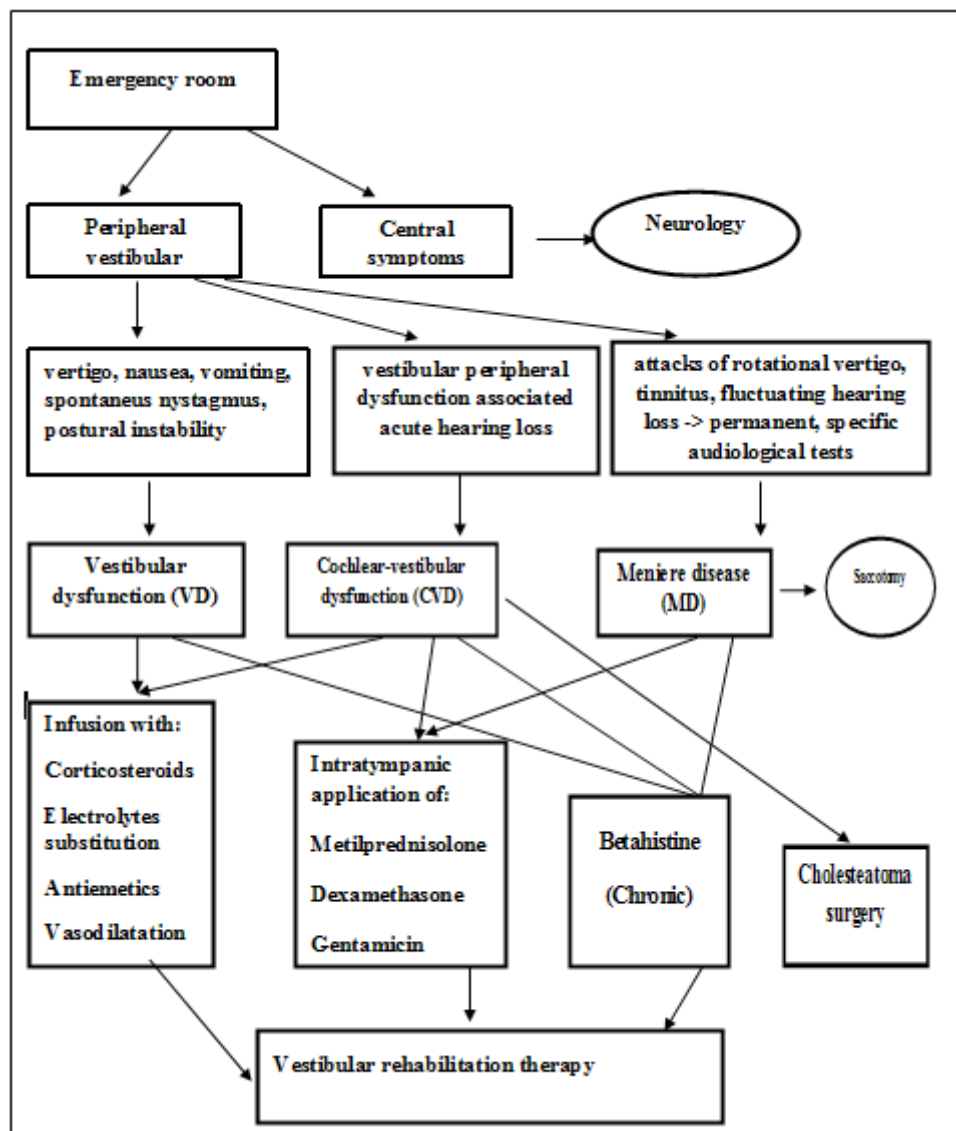 Emergency room
Peripheral
vestibular
Central
symptoms
Neurology
vertigo, nausea, vomiting,
spontaneus nystagmus,
postural instability
vestibular peripheral
dysfunction associated
acute hearing loss
attacks of rotational vertigo,
tinnitus, fluctuating hearing
loss -> permanent, specific
audiological tests
Vestibular
dysfunction (VD)
Cochlear-vestibular
dysfunction (CVD)
Meniere disease
(MD)
Saccotomy
Infusion with:
Corticosteroids
Electrolytes
substitution
Antiemetics
Vasodilatation
Intratympanic
application of:
Metilprednisolone
Dexamethasone
Gentamicin
Betahistine
(Chronic)
Cholesteatoma
surgery
Vestibular rehabilitation therapy